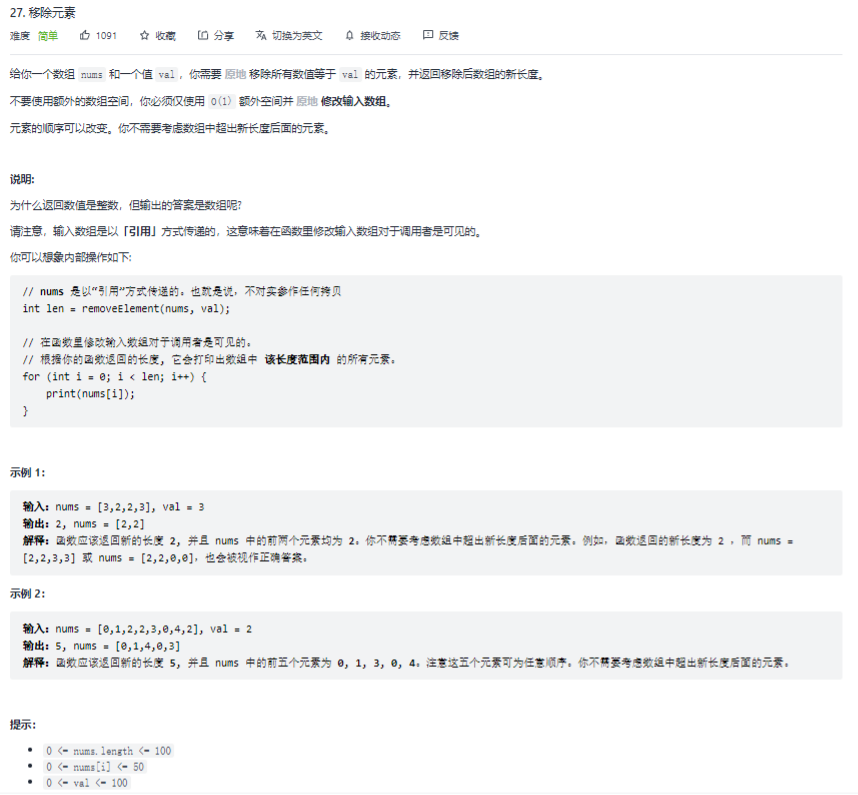 27. 移除元素
难度 简单 1091 收藏 分享 切换为英文 接收动态 反馈
给你一个数组 nums 和一个值 val ，你需要 原地 移除所有数值等于 val 的元素，并返回移除后数组的新长度。
不要使用额外的数组空间，你必须仅使用 O(1) 额外空间并 原地 修改输入数组。
元素的顺序可以改变。你不需要考虑数组中超出新长度后面的元素。
说明:
为什么返回数值是整数，但输出的答案是数组呢?
请注意，输入数组是以「引用」方式传递的，这意味着在函数里修改输入数组对于调用者是可见的。
你可以想象内部操作如下:
// nums 是以“引用”方式传递的。也就是说，不对实参作任何拷贝
int len = removeElement(nums, val);
// 在函数里修改输入数组对于调用者是可见的。
// 根据你的函数返回的长度, 它会打印出数组中 该长度范围内 的所有元素。
for (int i = 0; i < len; i++) {
    print(nums[i]);
}
示例 1：
输入：nums = [3,2,2,3], val = 3
输出：2, nums = [2,2]
解释：函数应该返回新的长度 2, 并且 nums 中的前两个元素均为 2。你不需要考虑数组中超出新长度后面的元素。例如，函数返回的新长度为 2 ，而 nums =
[2,2,3,3] 或 nums = [2,2,0,0]，也会被视作正确答案。
示例 2：
输入：nums = [0,1,2,2,3,0,4,2], val = 2
输出：5, nums = [0,1,4,0,3]
解释：函数应该返回新的长度 5, 并且 nums 中的前五个元素为 0, 1, 3, 0, 4。注意这五个元素可为任意顺序。你不需要考虑数组中超出新长度后面的元素。
提示：
• 0 <= nums.length <= 100
• 0 <= nums[i] <= 50
• 0 <= val <= 100